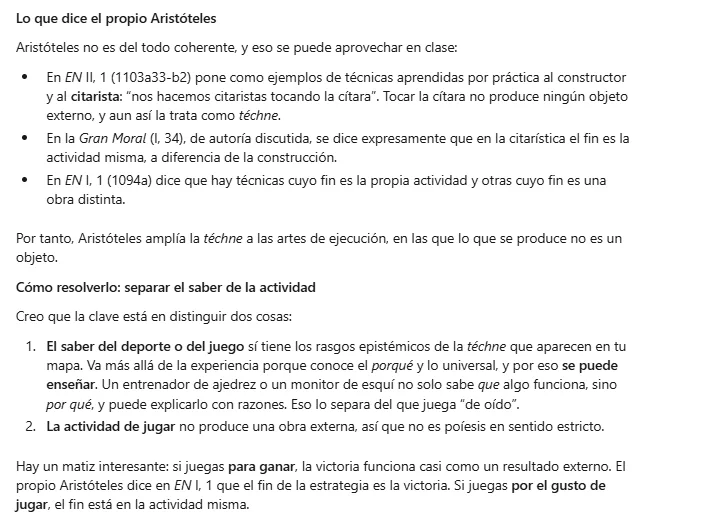 Lo que dice el propio Aristóteles
Aristóteles no es del todo coherente, y eso se puede aprovechar en clase:
• En EN II, 1 (1103a33-b2) pone como ejemplos de técnicas aprendidas por práctica al constructor
y al citarista: “nos hacemos citaristas tocando la cítara”. Tocar la cítara no produce ningún objeto
externo, y aun así la trata como téchne.
• En la Gran Moral (I, 34), de autoría discutida, se dice expresamente que en la citarística el fin es la
actividad misma, a diferencia de la construcción.
• En EN I, 1 (1094a) dice que hay técnicas cuyo fin es la propia actividad y otras cuyo fin es una
obra distinta.
Por tanto, Aristóteles amplía la téchne a las artes de ejecución, en las que lo que se produce no es un
objeto.
Cómo resolverlo: separar el saber de la actividad
Creo que la clave está en distinguir dos cosas:
1. El saber del deporte o del juego sí tiene los rasgos epistémicos de la téchne que aparecen en tu
mapa. Va más allá de la experiencia porque conoce el porqué y lo universal, y por eso se puede
enseñar. Un entrenador de ajedrez o un monitor de esquí no solo sabe que algo funciona, sino
por qué, y puede explicarlo con razones. Eso lo separa del que juega “de oído”.
2. La actividad de jugar no produce una obra externa, así que no es poíesis en sentido estricto.
Hay un matiz interesante: si juegas para ganar, la victoria funciona casi como un resultado externo. El
propio Aristóteles dice en EN I, 1 que el fin de la estrategia es la victoria. Si juegas por el gusto de
jugar, el fin está en la actividad misma.